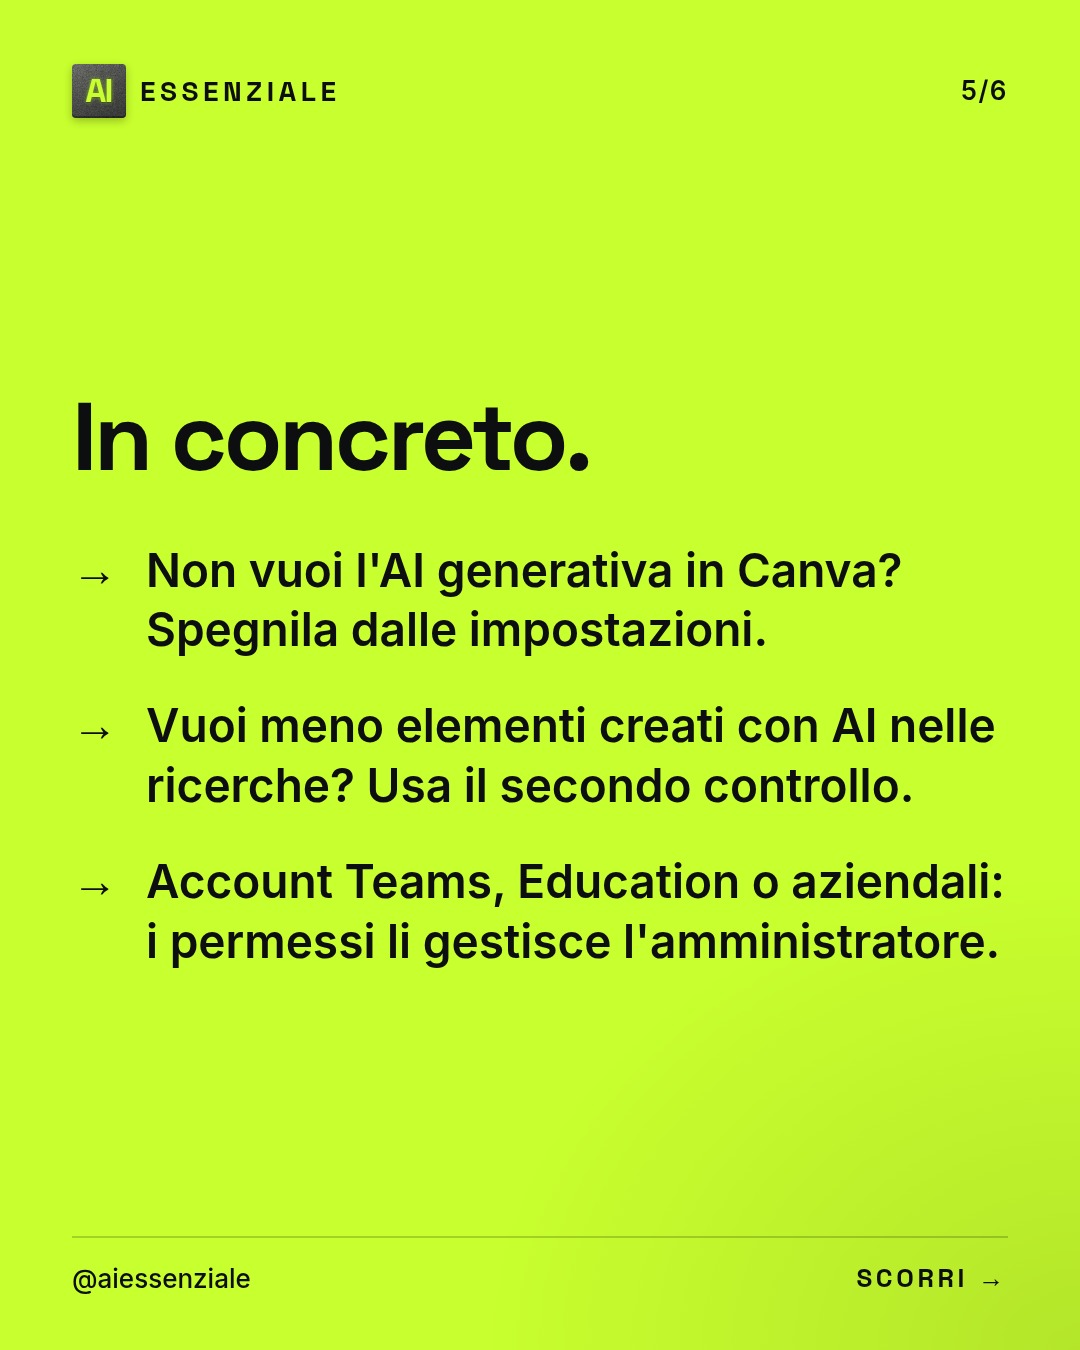 AI ESSENZIALE
5/6
In concreto.
→ Non vuoi l'AI generativa in Canva?
Spegnila dalle impostazioni.
→ Vuoi meno elementi creati con AI nelle
ricerche? Usa il secondo controllo.
→ Account Teams, Education o aziendali:
i permessi li gestisce l'amministratore.
@aiessenziale
SCORRI →